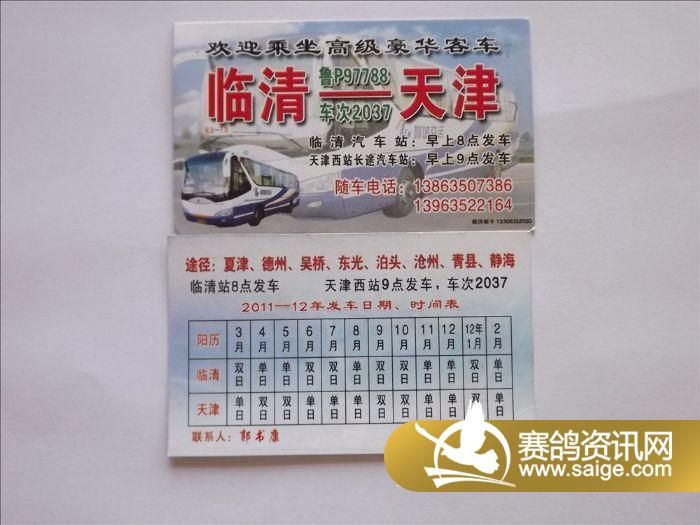 欢迎乘坐高级豪华客车
临清 鲁P97788 天津
车次2037
临清汽车站：早上8点发车
天津西站长途汽车站：早上9点发车
随车电话：13863507386
13963522164
途径：夏津、德州、吴桥、东光、泊头、沧州、青县、静海
临清站8点发车 天津西站9点发车，车次2037
2011—12年发车日期、时间表
阳历 3月 4月 5月 6月 7月 8月 9月 10月 11月 12月 12年1月 2月
临清 双日 单日 单日 双日 双日 单日 双日 双日 单日 单日 双日 单日
天津 单日 双日 双日 单日 单日 双日 单日 单日 双日 双日 单日 双日
联系人：郭书康
赛鸽资讯网
www.saige.com